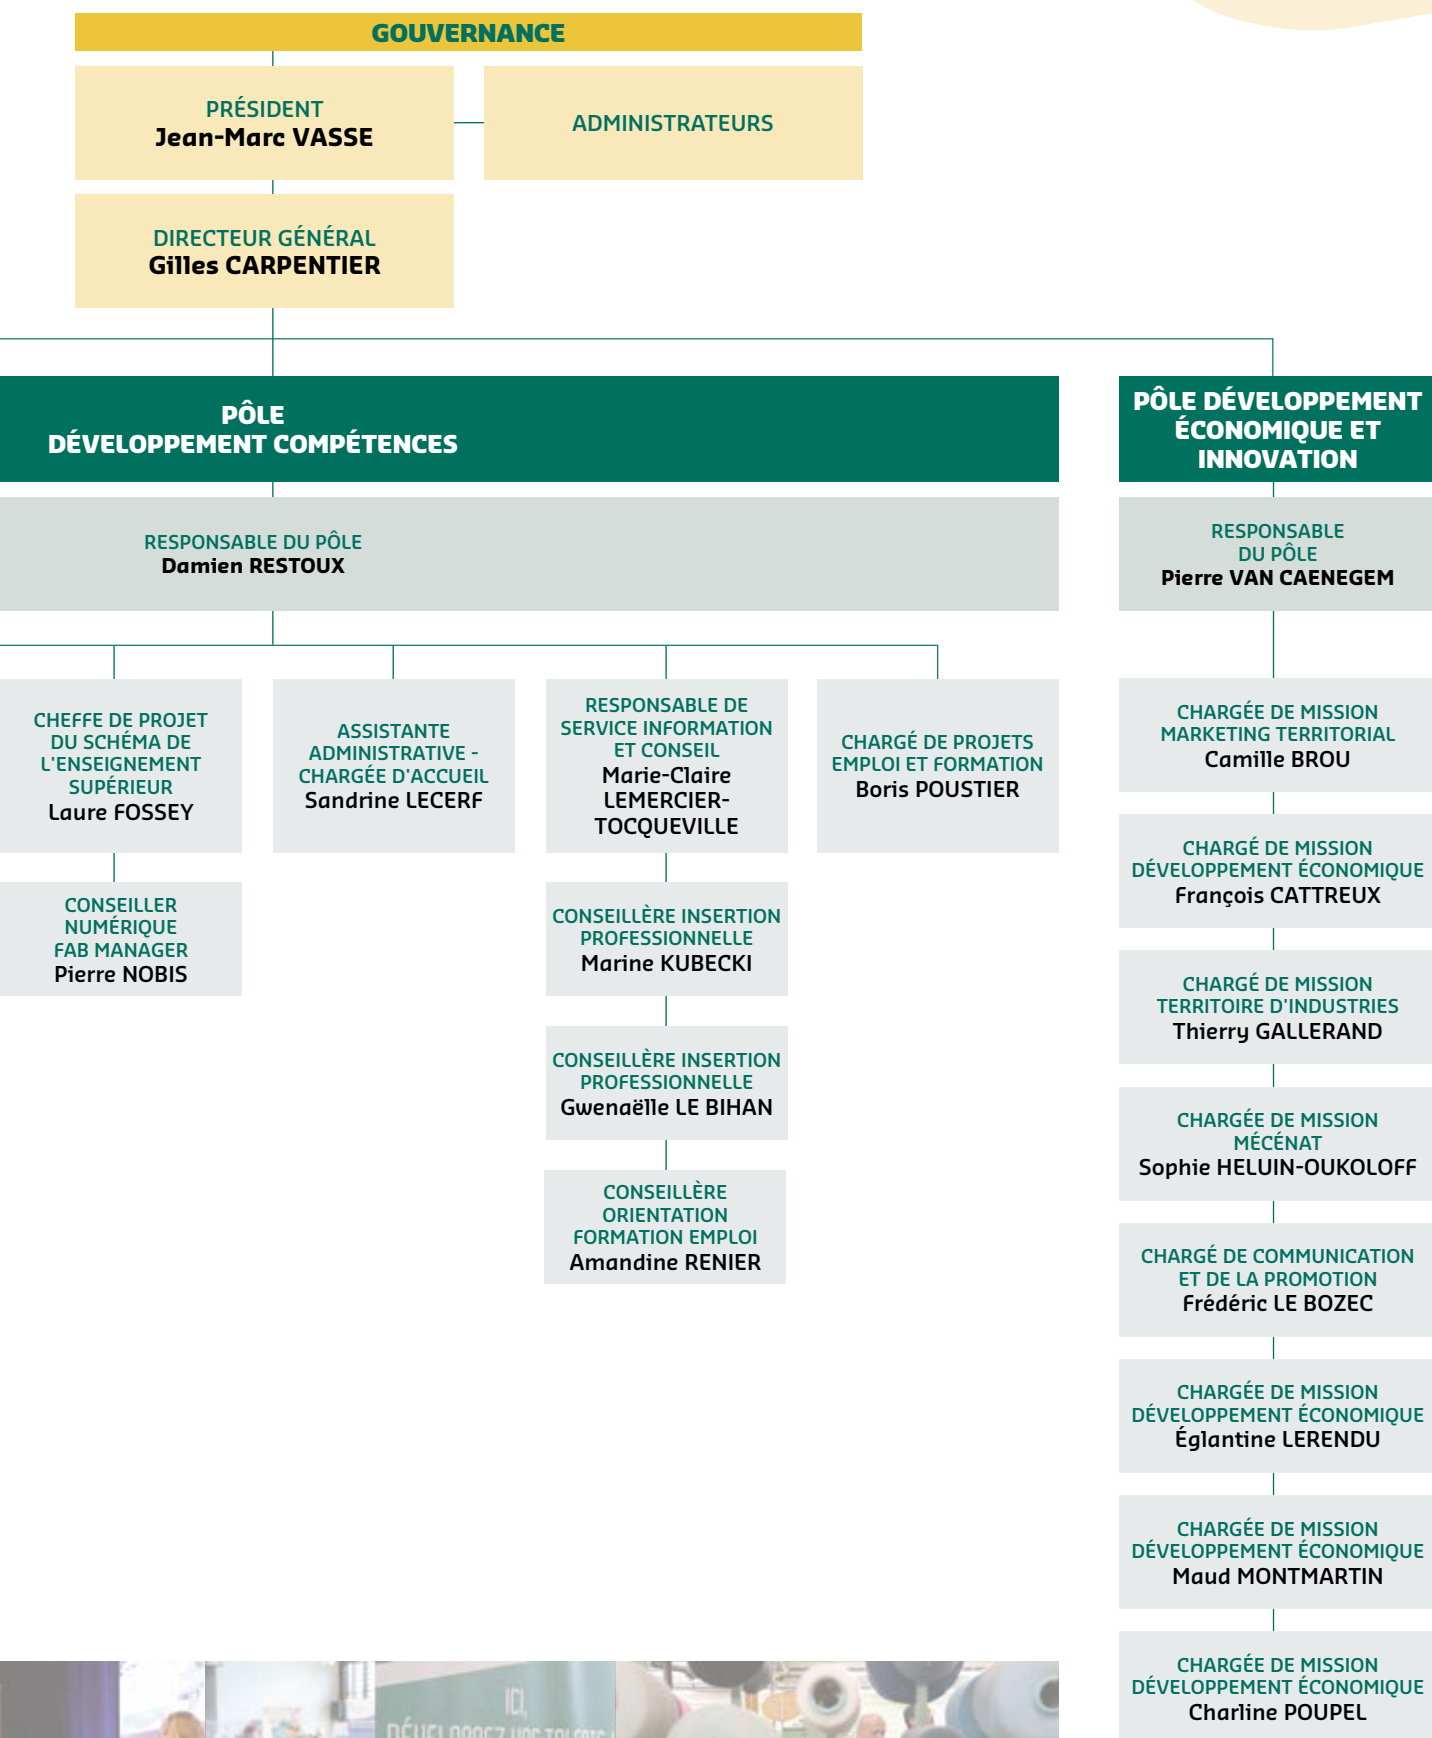 GOUVERNANCE
PRÉSIDENT
Jean-Marc VASSE
ADMINISTRATEURS
DIRECTEUR GÉNÉRAL
Gilles CARPENTIER
PÔLE
DÉVELOPPEMENT COMPÉTENCES
RESPONSABLE DU PÔLE
Damien RESTOUX
CHEFFE DE PROJET
DU SCHÉMA DE
L'ENSEIGNEMENT
SUPÉRIEUR
Laure FOSSEY
CONSEILLER
NUMÉRIQUE
FAB MANAGER
Pierre NOBIS
ASSISTANTE
ADMINISTRATIVE -
CHARGÉE D'ACCUEIL
Sandrine LECERF
RESPONSABLE DE
SERVICE INFORMATION
ET CONSEIL
Marie-Claire
LEMERCIER-
TOCQUEVILLE
CONSEILLÈRE INSERTION
PROFESSIONNELLE
Marine KUBECKI
CONSEILLÈRE INSERTION
PROFESSIONNELLE
Gwenaëlle LE BIHAN
CONSEILLÈRE
ORIENTATION
FORMATION EMPLOI
Amandine RENIER
CHARGÉ DE PROJETS
EMPLOI ET FORMATION
Boris POUSTIER
PÔLE DÉVELOPPEMENT
ÉCONOMIQUE ET
INNOVATION
RESPONSABLE
DU PÔLE
Pierre VAN CAENEGEM
CHARGÉE DE MISSION
MARKETING TERRITORIAL
Camille BROU
CHARGÉ DE MISSION
DÉVELOPPEMENT ÉCONOMIQUE
François CATTREUX
CHARGÉ DE MISSION
TERRITOIRE D'INDUSTRIES
Thierry GALLERAND
CHARGÉE DE MISSION
MÉCÉNAT
Sophie HELUIN-OUKOLOFF
CHARGÉ DE COMMUNICATION
ET DE LA PROMOTION
Frédéric LE BOZEC
CHARGÉE DE MISSION
DÉVELOPPEMENT ÉCONOMIQUE
Églantine LERENDU
CHARGÉE DE MISSION
DÉVELOPPEMENT ÉCONOMIQUE
Maud MONTMARTIN
CHARGÉE DE MISSION
DÉVELOPPEMENT ÉCONOMIQUE
Charline POUPEL
ICI,
DÉVELOPPEZ VOS TALENTS